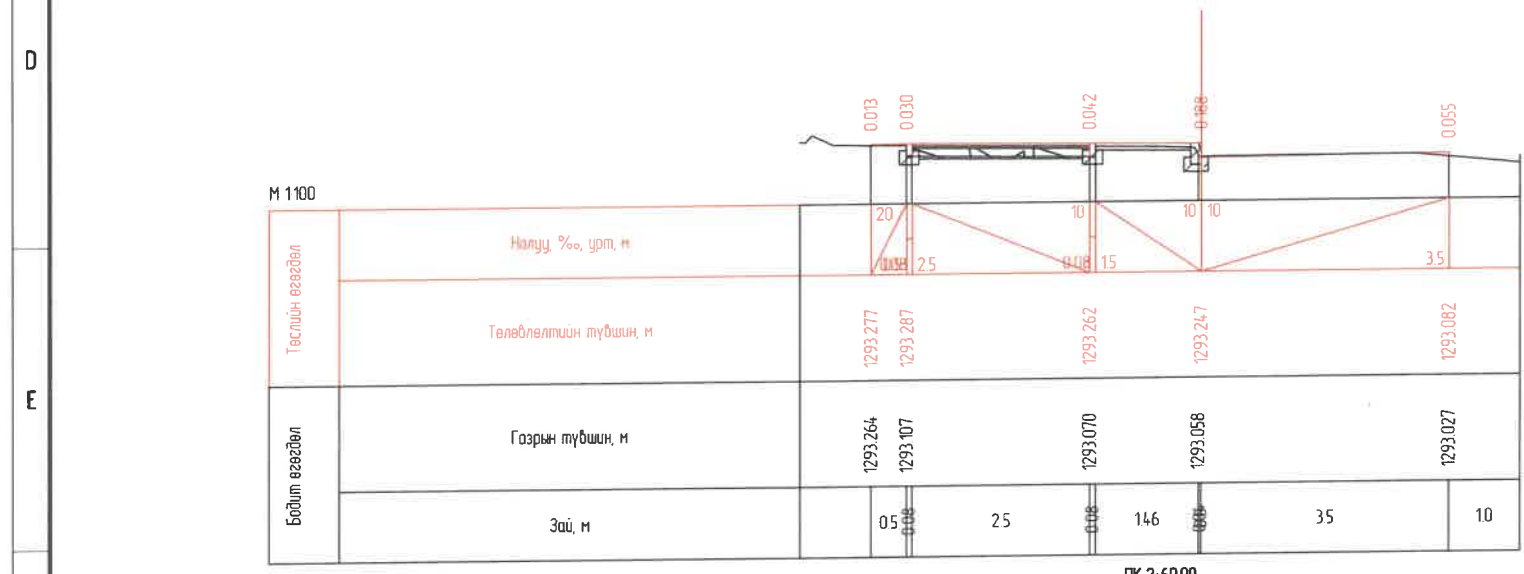 D
0.013 0.030 0.042 0.188 0.055
М 1:100
20 10 10 10
Налуу, ‰, урт, м
2.5 0.08 1.5 3.5
Төслийн өгөгдөл
Төлөвлөлтийн түвшин, м
1293.277 1293.287 1293.262 1293.247 1293.082
E
Бодит өгөгдөл
Газрын түвшин, м
1293.264 1293.107 1293.070 1293.058 1293.027
Зай, м
0.5 0.08 2.5 0.08 1.46 3.5 1.0